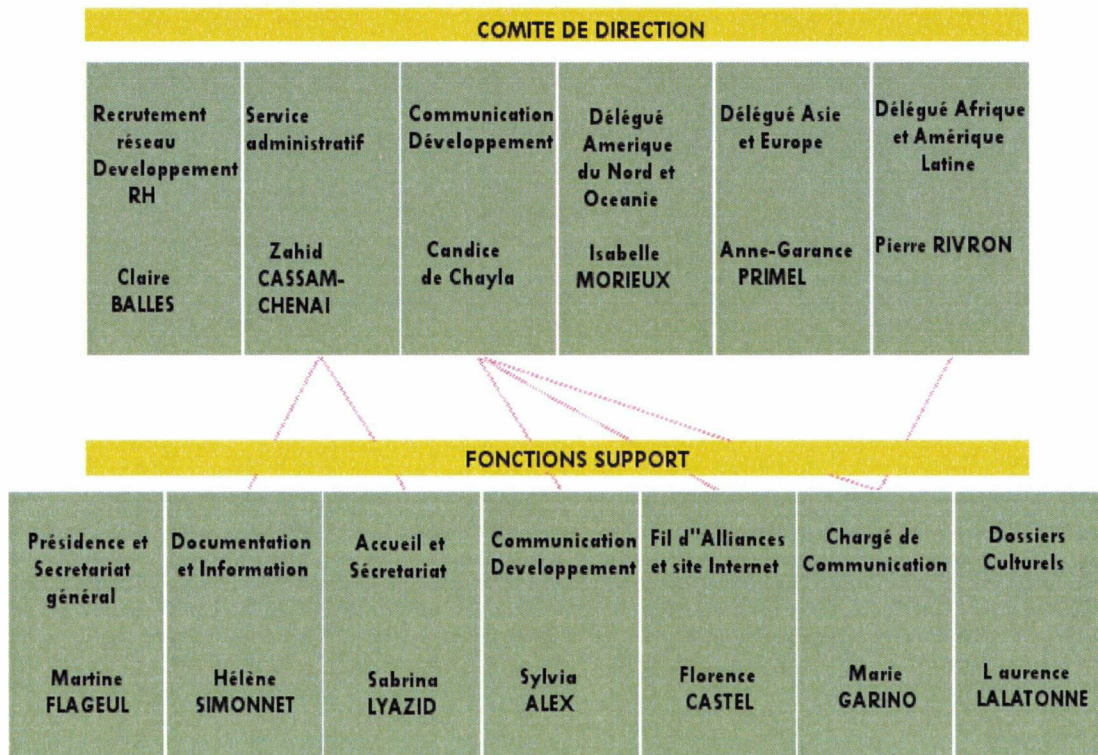 COMITE DE DIRECTION
Recrutement
réseau
Developpement
RH
Claire
BALLES
Service
administratif
Zahid
CASSAM-
CHENAI
Communication
Développement
Candice
de Chayla
Délégué
Amerique
du Nord et
Oceanie
Isabelle
MORIEUX
Délégué Asie
et Europe
Anne-Garance
PRIMEL
Délégué Afrique
et Amérique
Latine
Pierre RIVRON
FONCTIONS SUPPORT
Présidence et
Secretariat
général
Martine
FLAGEUL
Documentation
et Information
Hélène
SIMONNET
Accueil et
Sécretariat
Sabrina
LYAZID
Communication
Developpement
Sylvia
ALEX
Fil d''Alliances
et site Internet
Florence
CASTEL
Chargé de
Communication
Marie
GARINO
Dossiers
Culturels
L aurence
LALATONNE